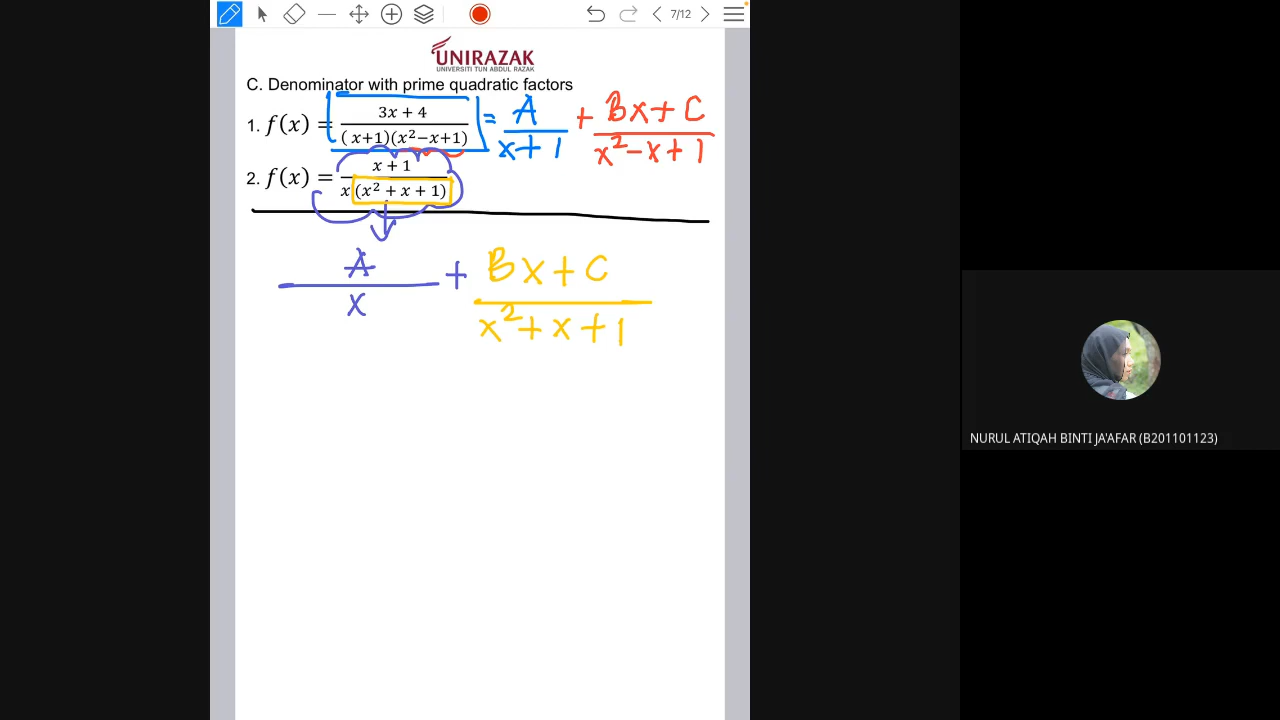 7/12
UNIRAZAK
UNIVERSITI TUN ABDUL RAZAK
C. Denominator with prime quadratic factors
1. f(x) = (3x + 4)/((x+1)(x²−x+1)) = A/(x+1) + (Bx+C)/(x²−x+1)
2. f(x) = (x + 1)/(x(x² + x + 1))
A/x + (Bx+C)/(x²+x+1)
NURUL ATIQAH BINTI JA'AFAR (B201101123)